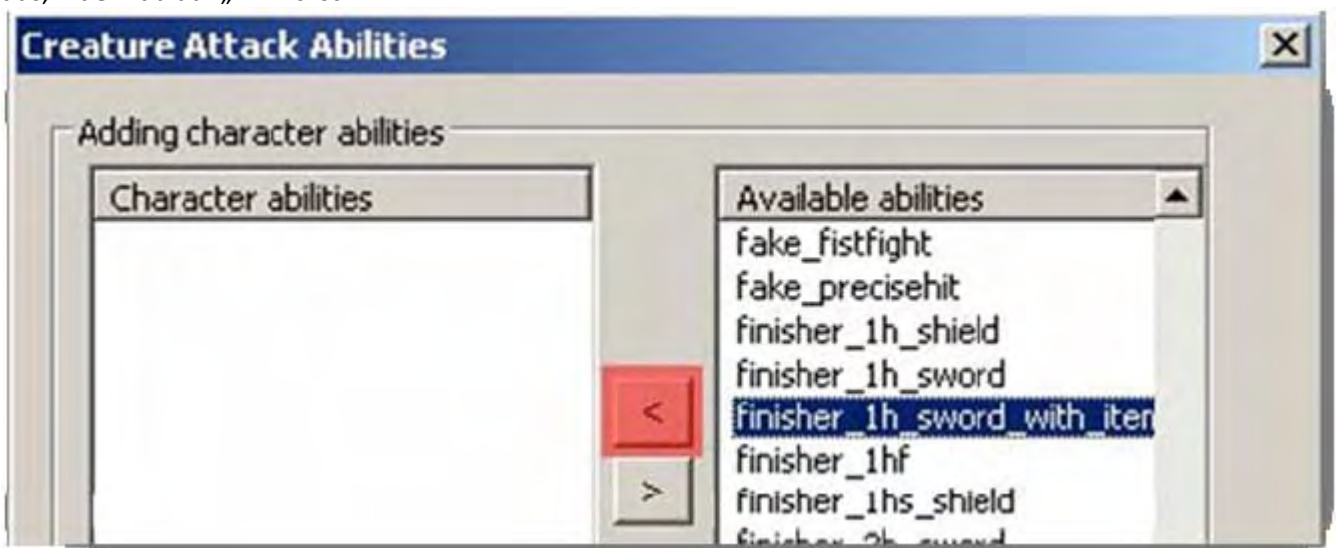 Creature Attack Abilities
Adding character abilities
Character abilities
Available abilities
fake_fistfight
fake_precisehit
finisher_1h_shield
finisher_1h_sword
finisher_1h_sword_with_iten
finisher_1hf
finisher_1hs_shield
<
>